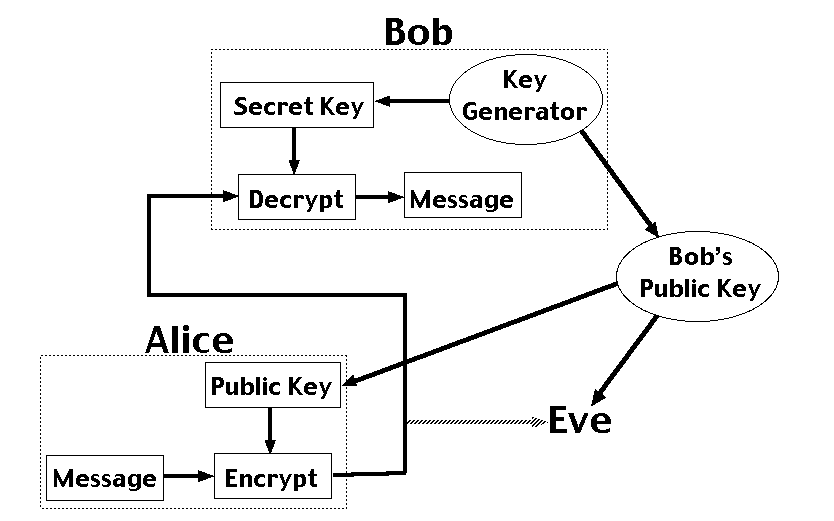 Bob
Key
Generator
Secret Key
Decrypt
Message
Bob's
Public Key
Alice
Public Key
Eve
Message
Encrypt